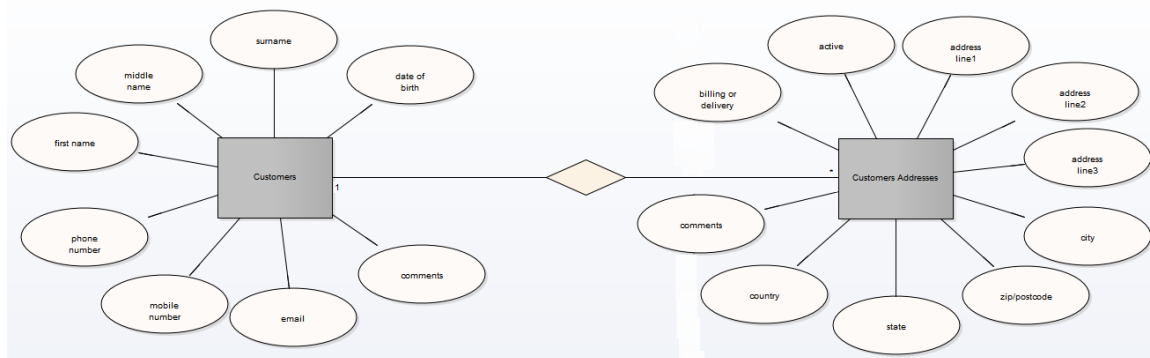 surname
middle
name
date of
birth
first name
Customers
1
phone
number
mobile
number
email
comments
active
address
line1
billing or
delivery
address
line2
address
line3
*
Customers Addresses
comments
city
country
state
zip/postcode